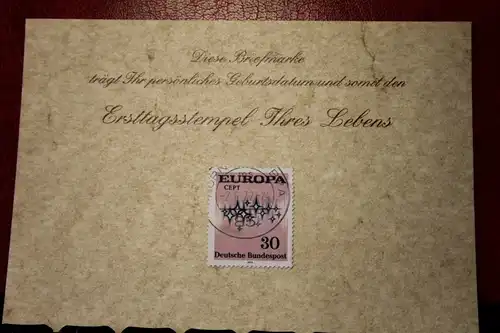 Diese Briefmarke
trägt Ihr persönliches Geburtsdatum und somit den
Ersttagsstempel Ihres Lebens
EUROPA
CEPT
30
Deutsche Bundespost